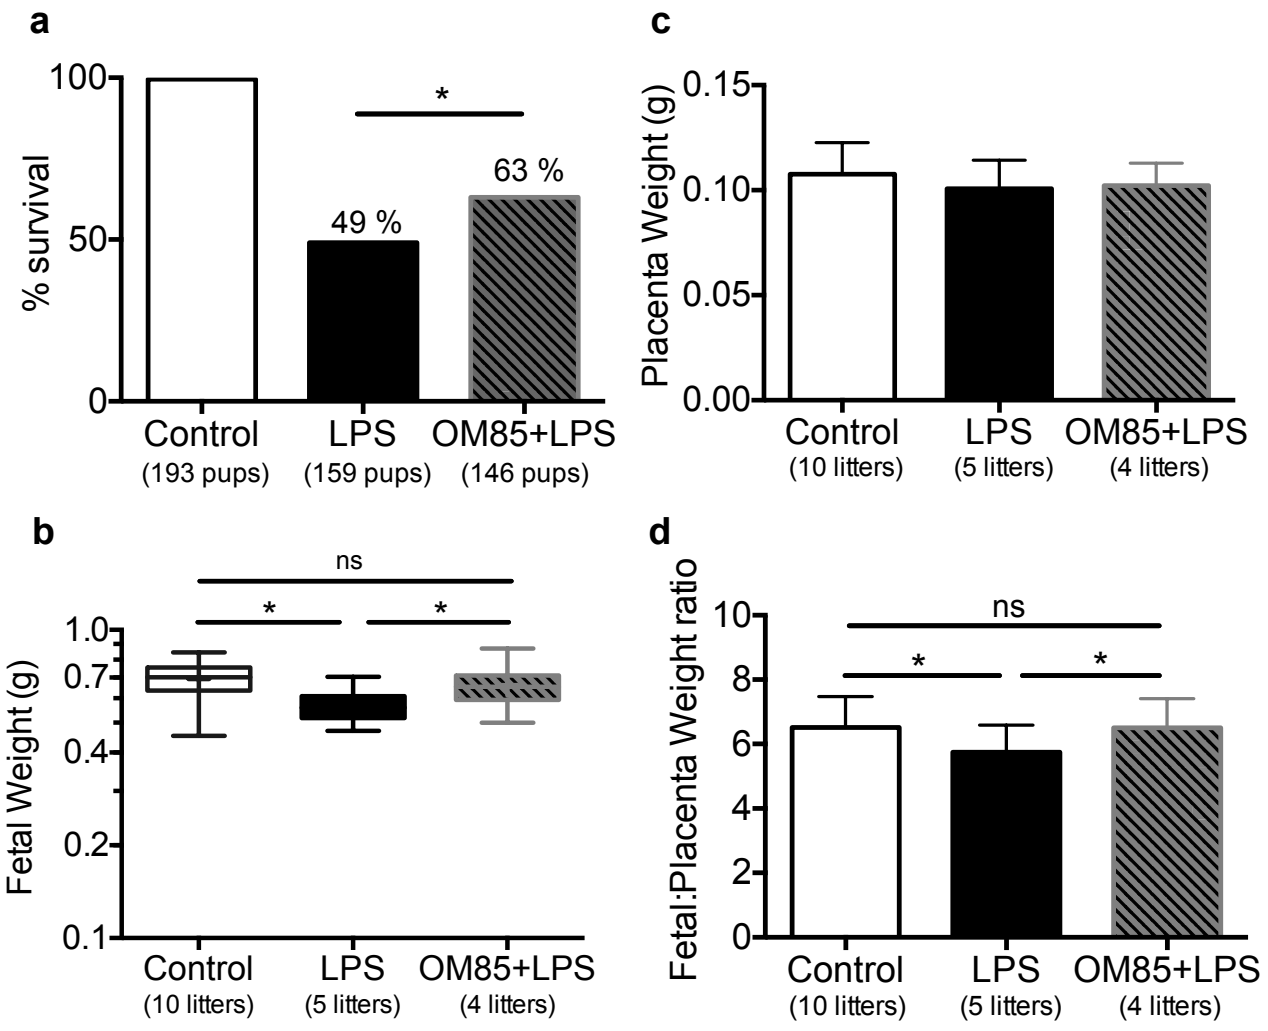 a
% survival
100
50
0
*
49 %
63 %
Control
LPS
OM85+LPS
(193 pups)
(159 pups)
(146 pups)
c
Placenta Weight (g)
0.15
0.10
0.05
0.00
Control
LPS
OM85+LPS
(10 litters)
(5 litters)
(4 litters)
b
Fetal Weight (g)
1.0
0.7
0.4
0.2
0.1
ns
*
*
Control
LPS
OM85+LPS
(10 litters)
(5 litters)
(4 litters)
d
Fetal:Placenta Weight ratio
10
8
6
4
2
0
ns
*
*
Control
LPS
OM85+LPS
(10 litters)
(5 litters)
(4 litters)